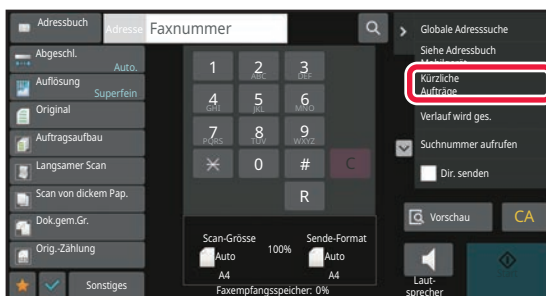 Adressbuch
Adresse Faxnummer
Abgeschl.
Auto.
Auflösung
Superfein
Original
Auftragsaufbau
Langsamer Scan
Scan von dickem Pap.
Dok.gem.Gr.
Orig.-Zählung
Sonstiges
1
2
ABC
3
DEF
4
GHI
5
JKL
6
MNO
7
PQRS
8
TUV
9
WXYZ
0
#
C
R
Scan-Grösse
Auto
A4
100%
Sende-Format
Auto
A4
Faxempfangsspeicher: 0%
Globale Adresssuche
Siehe Adressbuch
Mobilgerät
Kürzliche
Aufträge
Verlauf wird ges.
Suchnummer aufrufen
Dir. senden
Vorschau
CA
Laut-
sprecher